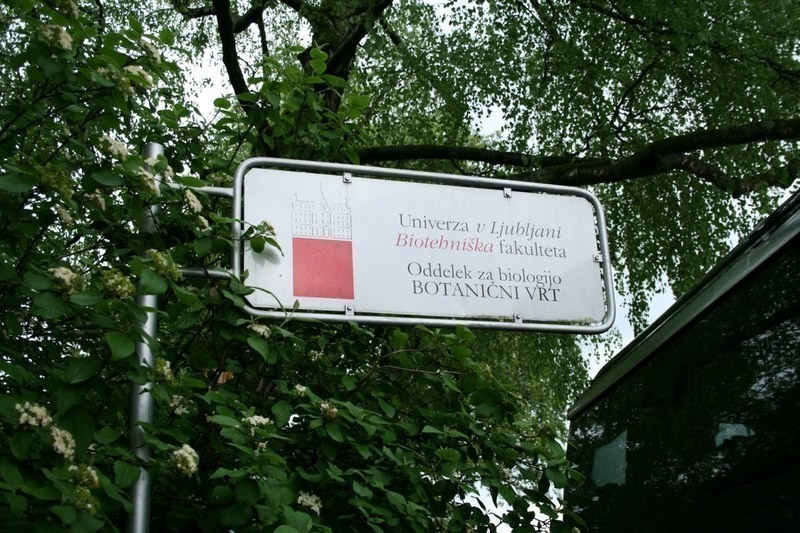 Univerza v Ljubljani
Biotehniška fakulteta
Oddelek za biologijo
BOTANIČNI VRT